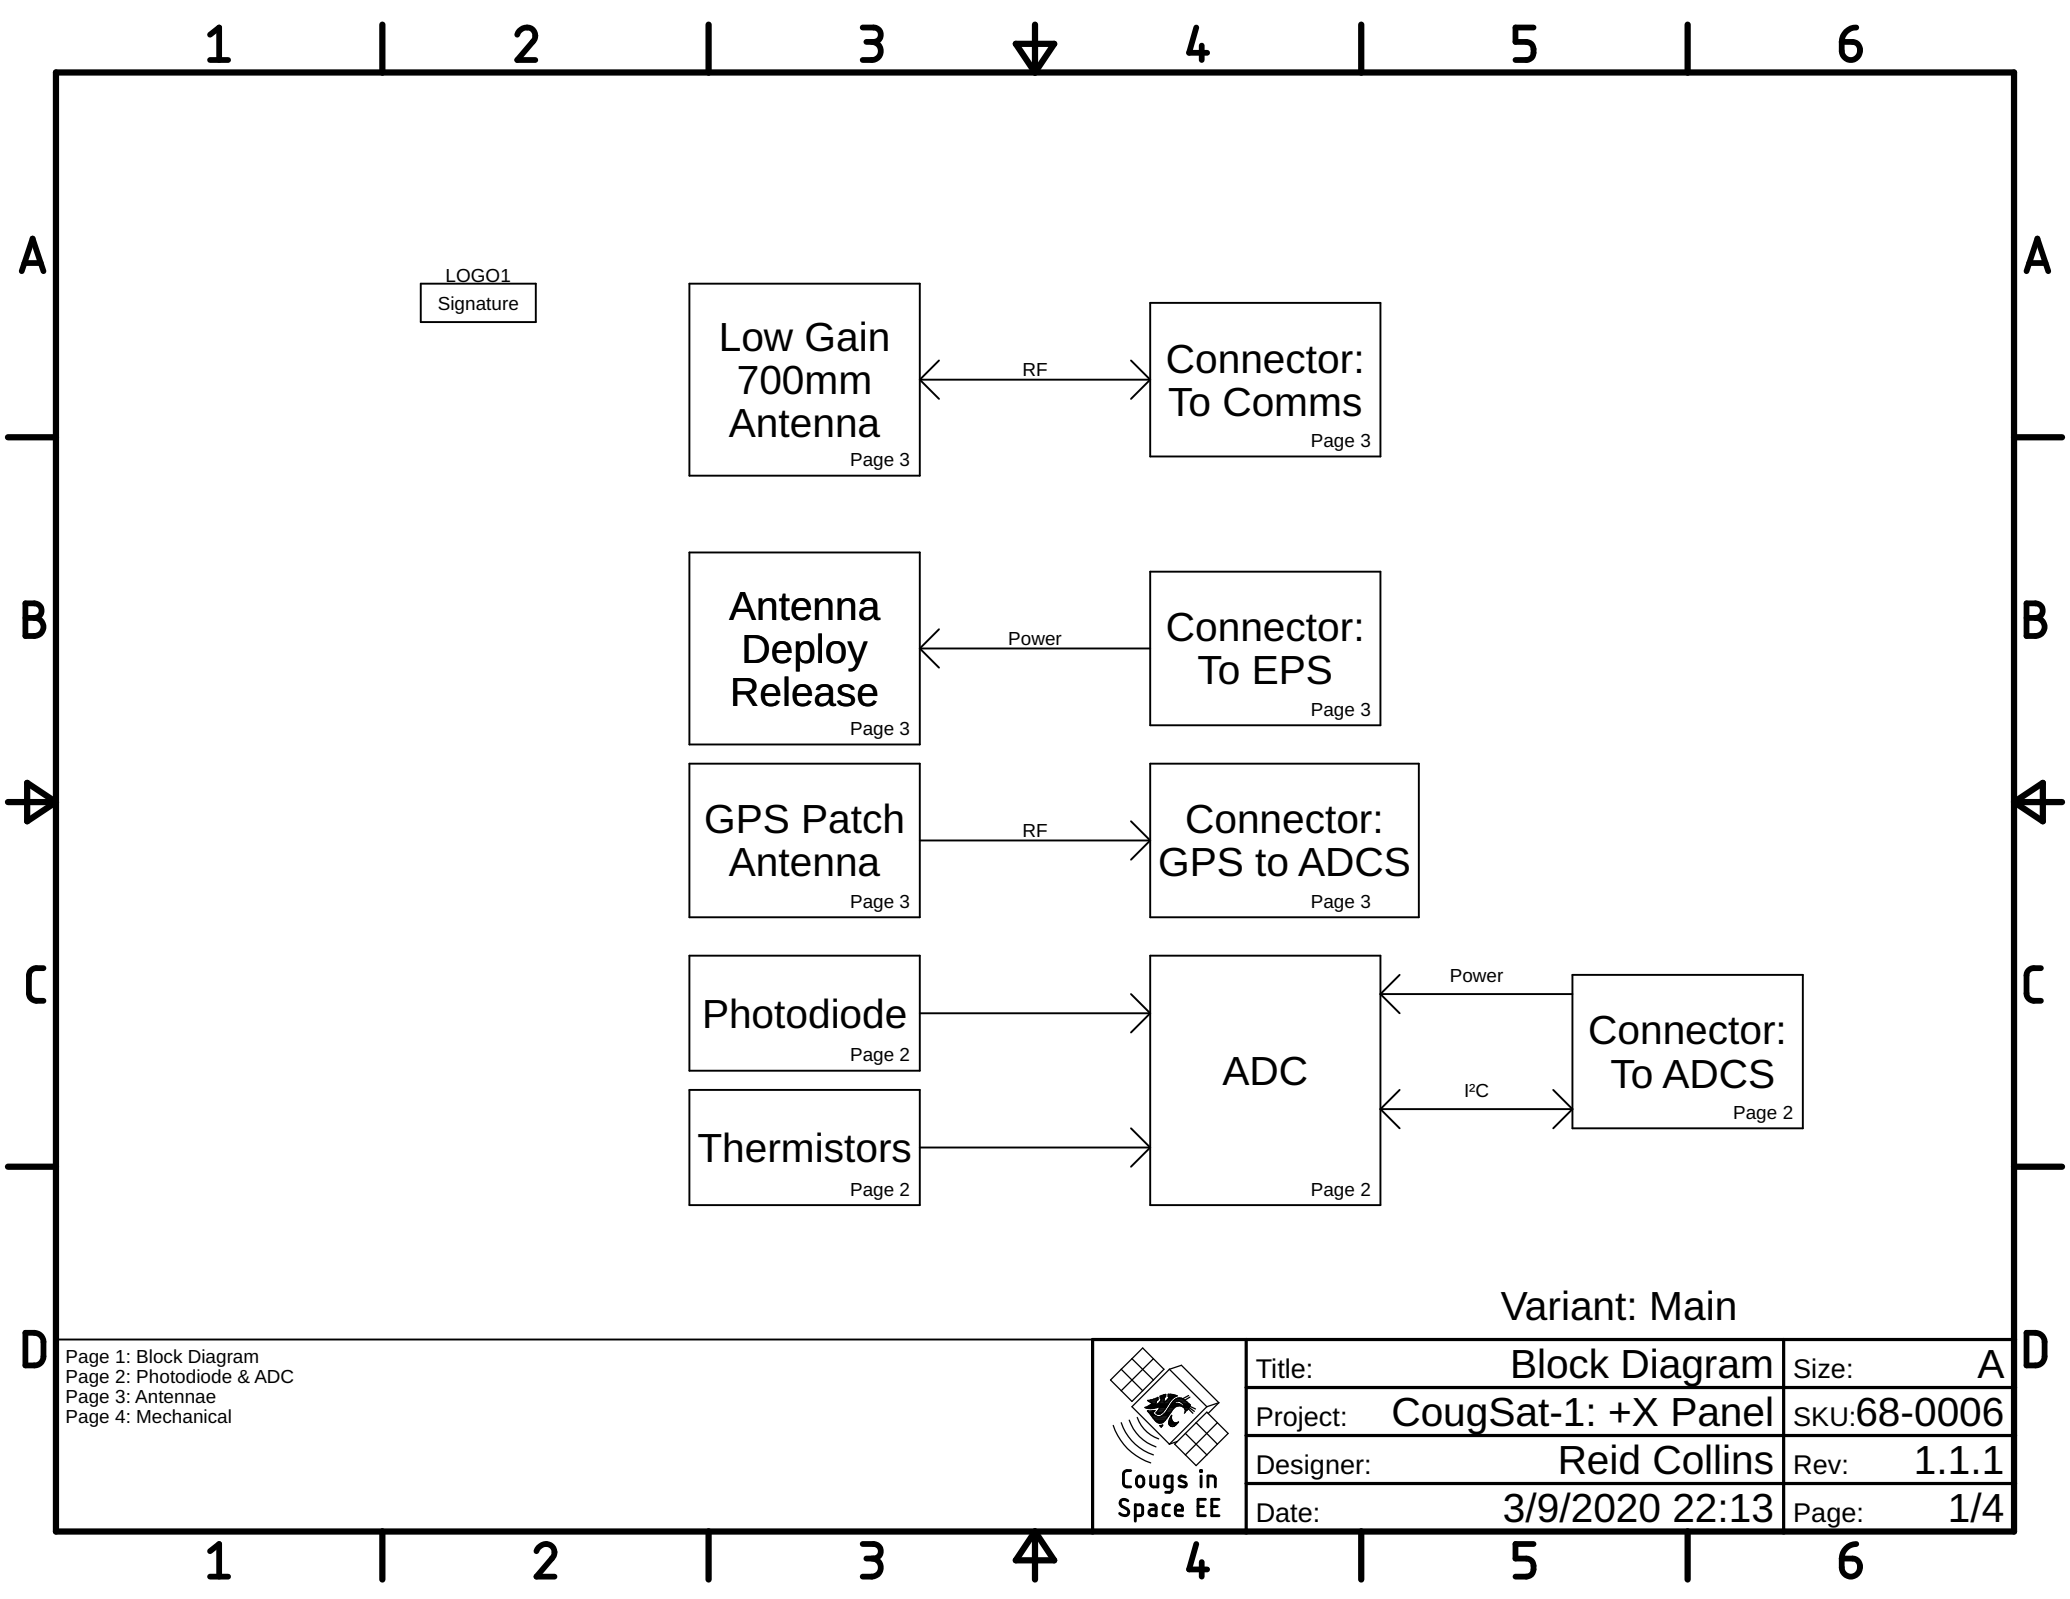 1 2 3 4 5 6
A
A
LOGO1
Signature
Low Gain
700mm
Antenna
Page 3
RF
Connector:
To Comms
Page 3
B
B
Antenna
Deploy
Release
Page 3
Power
Connector:
To EPS
Page 3
GPS Patch
Antenna
Page 3
RF
Connector:
GPS to ADCS
Page 3
C
C
Photodiode
Page 2
Thermistors
Page 2
ADC
Page 2
Power
I²C
Connector:
To ADCS
Page 2
Variant: Main
D
D
Page 1: Block Diagram
Page 2: Photodiode & ADC
Page 3: Antennae
Page 4: Mechanical
Cougs in
Space EE
Title: Block Diagram
Size: A
Project: CougSat-1: +X Panel
SKU:68-0006
Designer: Reid Collins
Rev: 1.1.1
Date: 3/9/2020 22:13
Page: 1/4
1 2 3 4 5 6